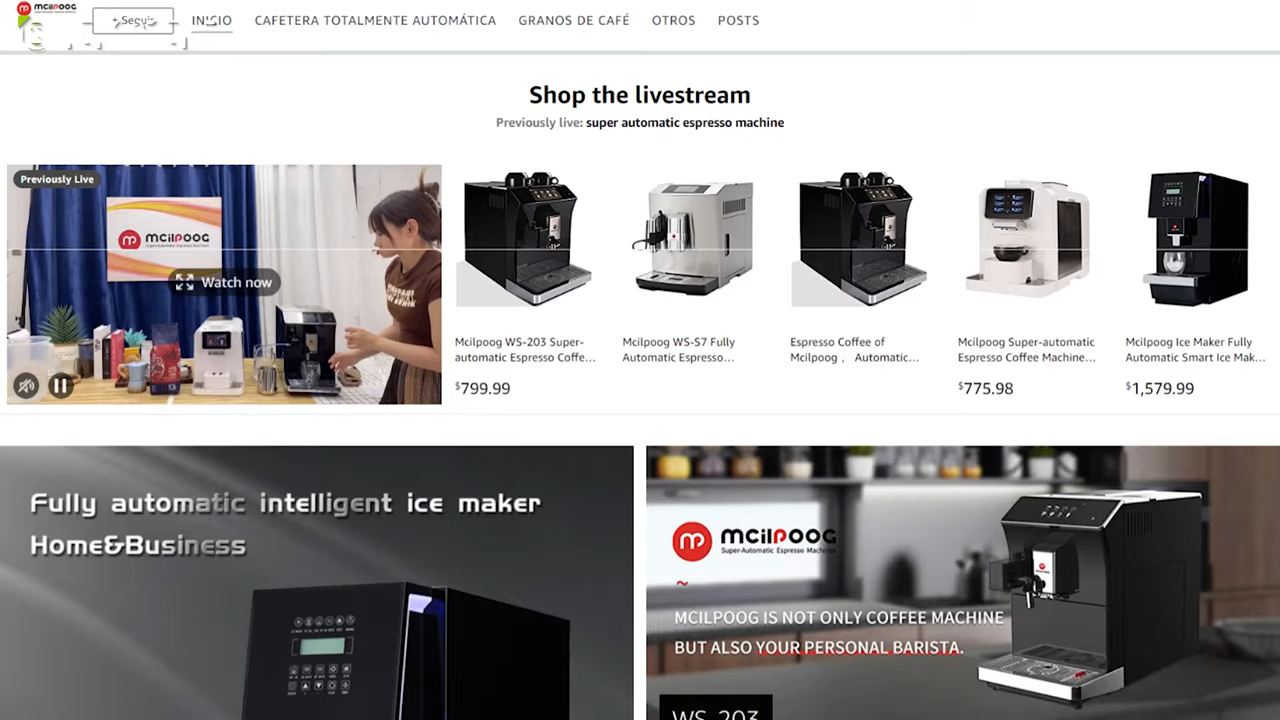 mcilpoog
+ Seguir
INICIO
CAFETERA TOTALMENTE AUTOMÁTICA
GRANOS DE CAFÉ
OTROS
POSTS
Shop the livestream
Previously live: super automatic espresso machine
Previously Live
mcilpoog
Watch now
Mcilpoog WS-203 Super-
automatic Espresso Coffe...
$799.99
Mcilpoog WS-S7 Fully
Automatic Espresso...
Espresso Coffee of
Mcilpoog , Automatic...
Mcilpoog Super-automatic
Espresso Coffee Machine...
$775.98
Mcilpoog Ice Maker Fully
Automatic Smart Ice Mak...
$1,579.99
Fully automatic intelligent ice maker
Home&Business
mcilpoog
Super-Automatic Espresso Machines
~
MCILPOOG IS NOT ONLY COFFEE MACHINE
BUT ALSO YOUR PERSONAL BARISTA.
WS-203